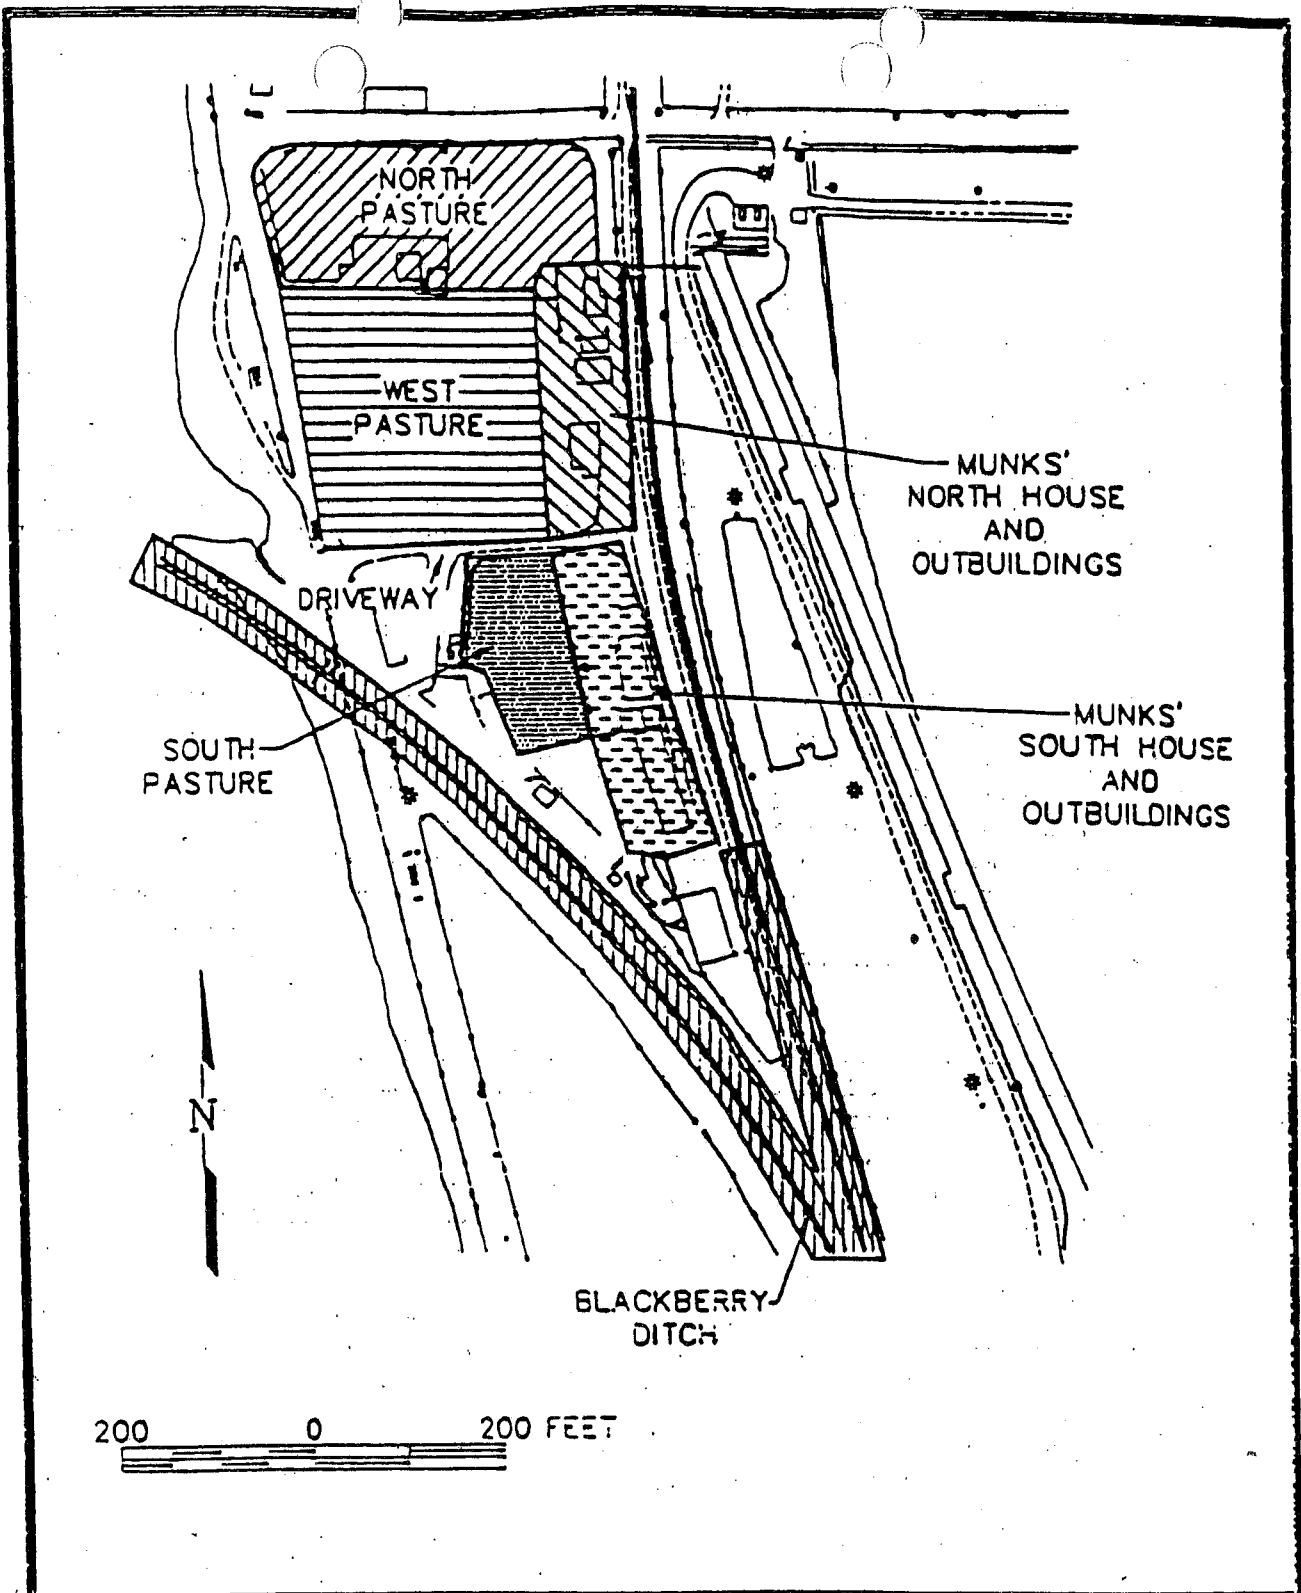 NORTH
PASTURE
WEST
PASTURE
MUNKS'
NORTH HOUSE
AND
OUTBUILDINGS
DRIVEWAY
SOUTH
PASTURE
MUNKS'
SOUTH HOUSE
AND
OUTBUILDINGS
N
BLACKBERRY
DITCH
200 0 200 FEET